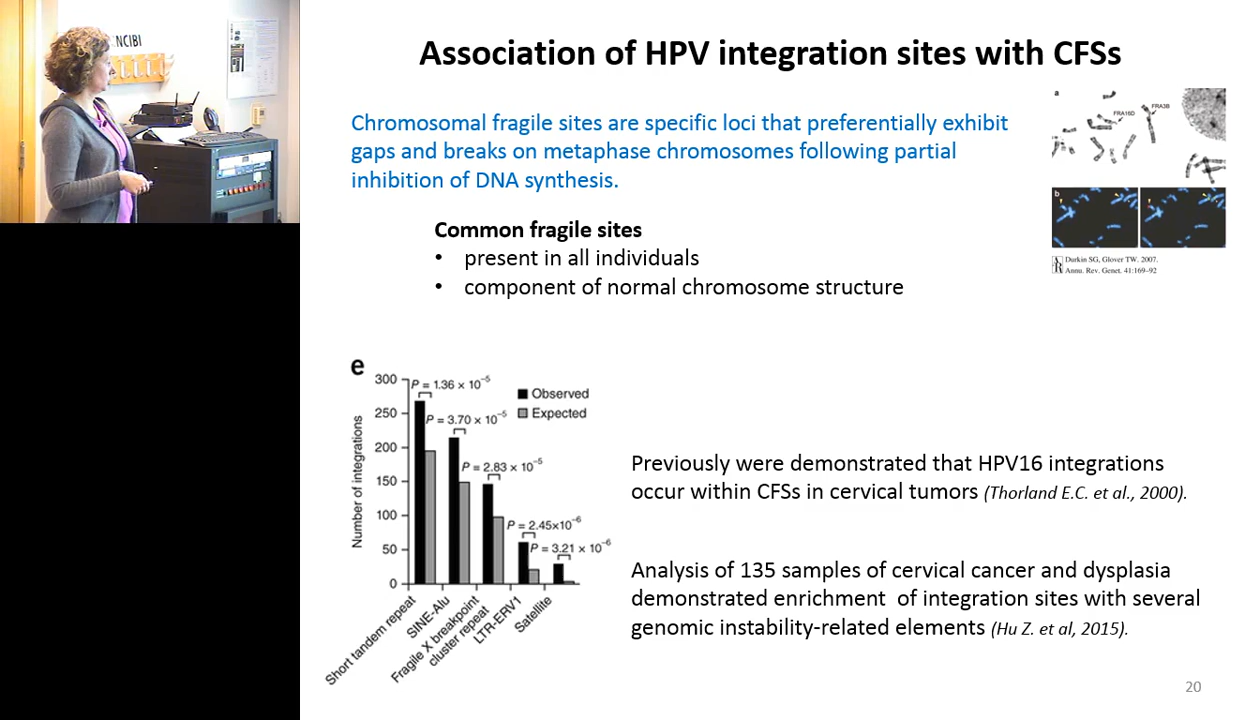 NCIBI
Association of HPV integration sites with CFSs
Chromosomal fragile sites are specific loci that preferentially exhibit
gaps and breaks on metaphase chromosomes following partial
inhibition of DNA synthesis.
Common fragile sites
• present in all individuals
• component of normal chromosome structure
a
FRA16D
FRA3B
b
Durkin SG, Glover TW. 2007.
Annu. Rev. Genet. 41:169–92
e
Number of integrations
300
250
200
150
100
50
0
P = 1.36 × 10⁻⁵
P = 3.70 × 10⁻⁵
P = 2.83 × 10⁻⁵
P = 2.45×10⁻⁶
P = 3.21 × 10⁻⁶
Observed
Expected
Short tandem repeat
SINE-Alu
Fragile X breakpoint
cluster repeat
LTR-ERV1
Satellite
Previously were demonstrated that HPV16 integrations
occur within CFSs in cervical tumors (Thorland E.C. et al., 2000).
Analysis of 135 samples of cervical cancer and dysplasia
demonstrated enrichment of integration sites with several
genomic instability-related elements (Hu Z. et al, 2015).
20